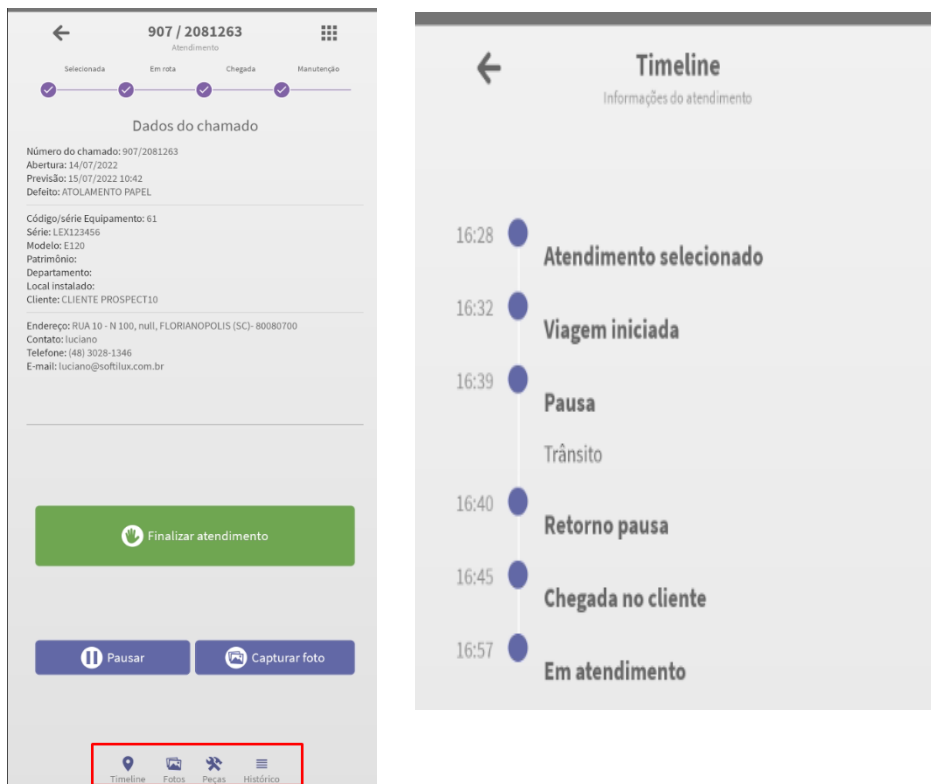 907 / 2081263
Atendimento
Selecionada Em rota Chegada Manutenção
Dados do chamado
Número do chamado: 907/2081263
Abertura: 14/07/2022
Previsão: 15/07/2022 10:42
Defeito: ATOLAMENTO PAPEL
Código/série Equipamento: 61
Série: LEX123456
Modelo: E120
Patrimônio:
Departamento:
Local instalado:
Cliente: CLIENTE PROSPECT10
Endereço: RUA 10 - N 100, null, FLORIANOPOLIS (SC)- 80080700
Contato: luciano
Telefone: (48) 3028-1346
E-mail: luciano@softilux.com.br
Finalizar atendimento
Pausar Capturar foto
Timeline Fotos Peças Histórico
Timeline
Informações do atendimento
16:28
Atendimento selecionado
16:32
Viagem iniciada
16:39
Pausa
Trânsito
16:40
Retorno pausa
16:45
Chegada no cliente
16:57
Em atendimento